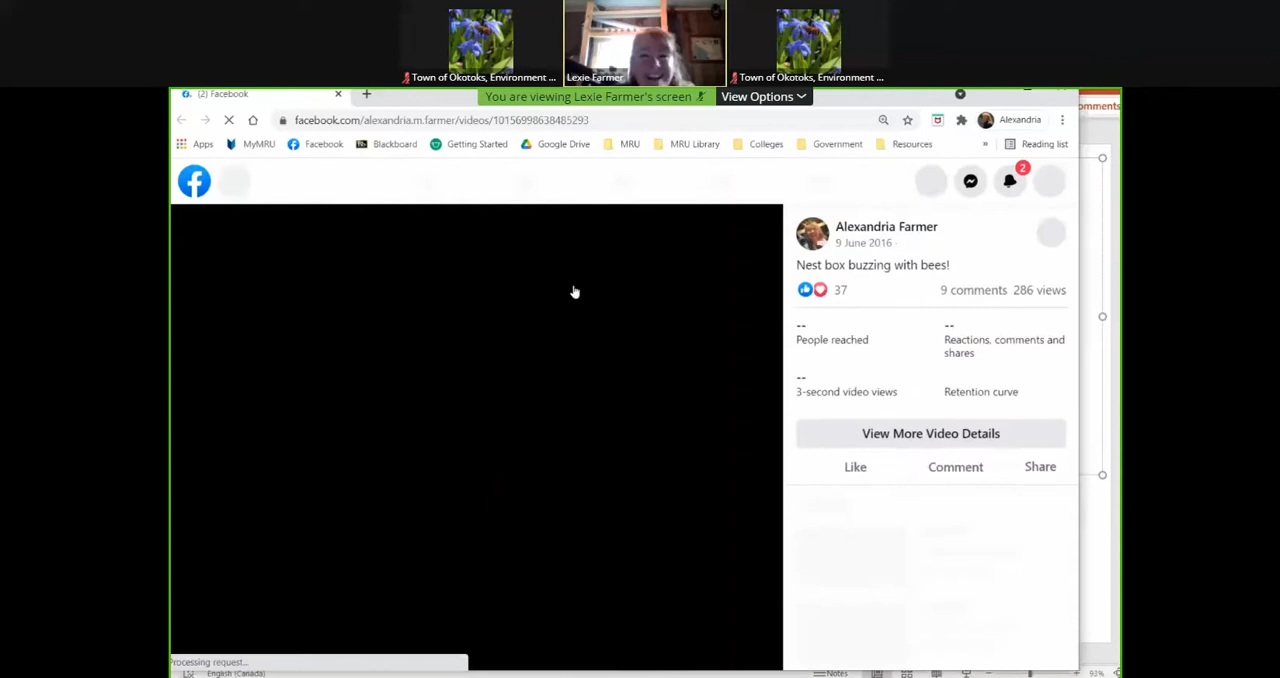 Town of Okotoks, Environment ...
Lexie Farmer
Town of Okotoks, Environment ...
(2) Facebook
You are viewing Lexie Farmer's screen
View Options
omments
facebook.com/alexandria.m.farmer/videos/10156998638485293
Alexandria
Apps
MyMRU
Facebook
Blackboard
Getting Started
Google Drive
MRU
MRU Library
Colleges
Government
Resources
»
Reading list
2
Alexandria Farmer
9 June 2016 ·
Nest box buzzing with bees!
37
9 comments 286 views
--
People reached
--
Reactions, comments and
shares
--
3-second video views
Retention curve
View More Video Details
Like
Comment
Share
Processing request...
English (Canada)
Notes
93%